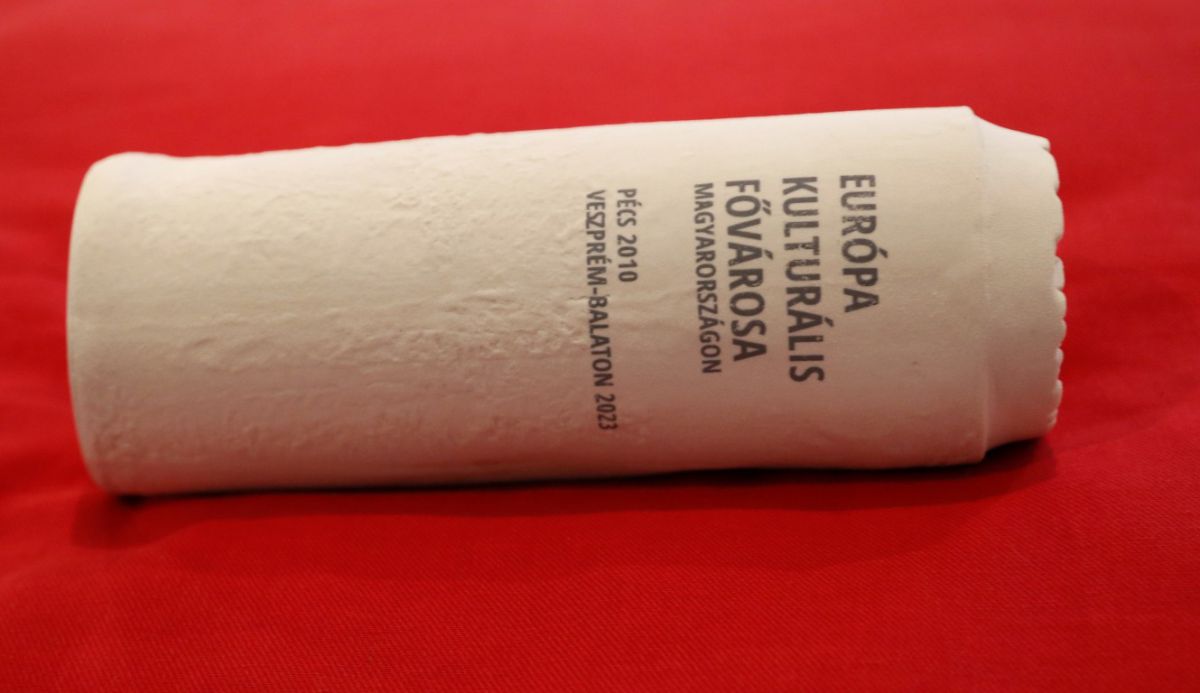 EURÓPA
KULTURÁLIS
FŐVÁROSA
MAGYARORSZÁGON
PÉCS 2010
VESZPRÉM-BALATON 2023